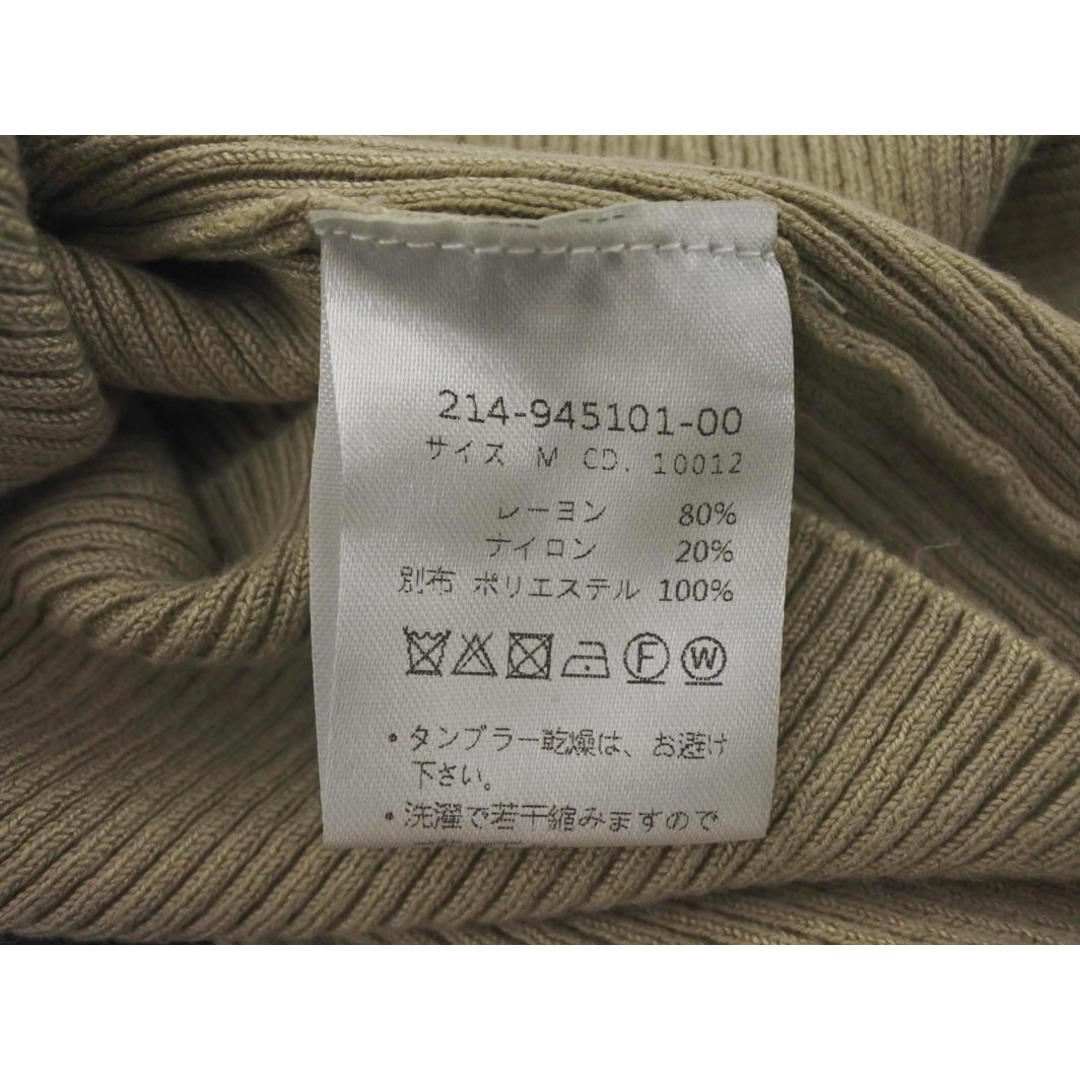 214-945101-00
サイズ M CD. 10012
レーヨン 80%
ナイロン 20%
別布 ポリエステル 100%
F W
・タンブラー乾燥は、お避け
下さい。
・洗濯で若干縮みますので